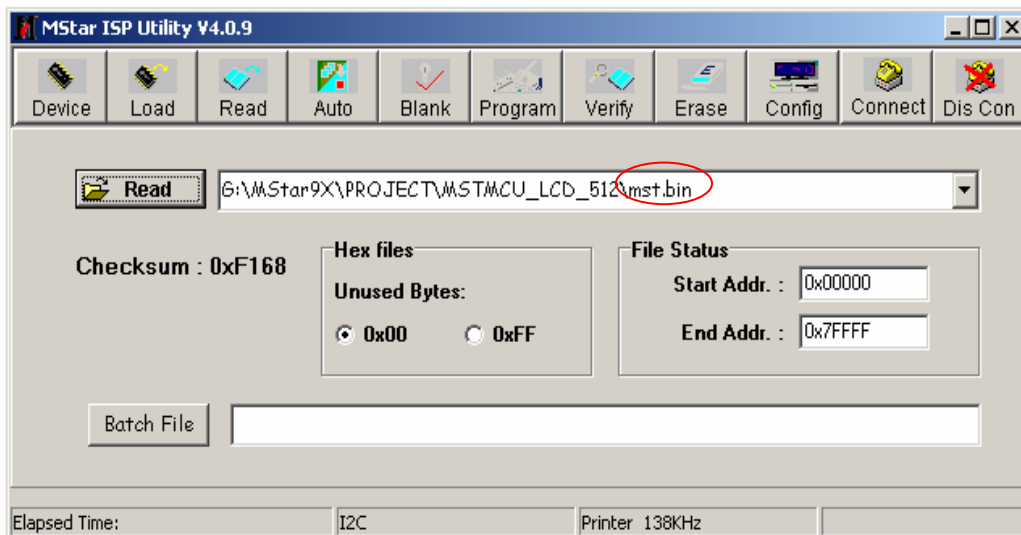 MStar ISP Utility V4.0.9
Device Load Read Auto Blank Program Verify Erase Config Connect Dis Con
Read G:\MStar9X\PROJECT\MSTMCU_LCD_512\mst.bin
Checksum : 0xF168
Hex files
Unused Bytes:
0x00 0xFF
File Status
Start Addr. : 0x00000
End Addr. : 0x7FFFF
Batch File
Elapsed Time: I2C Printer 138KHz